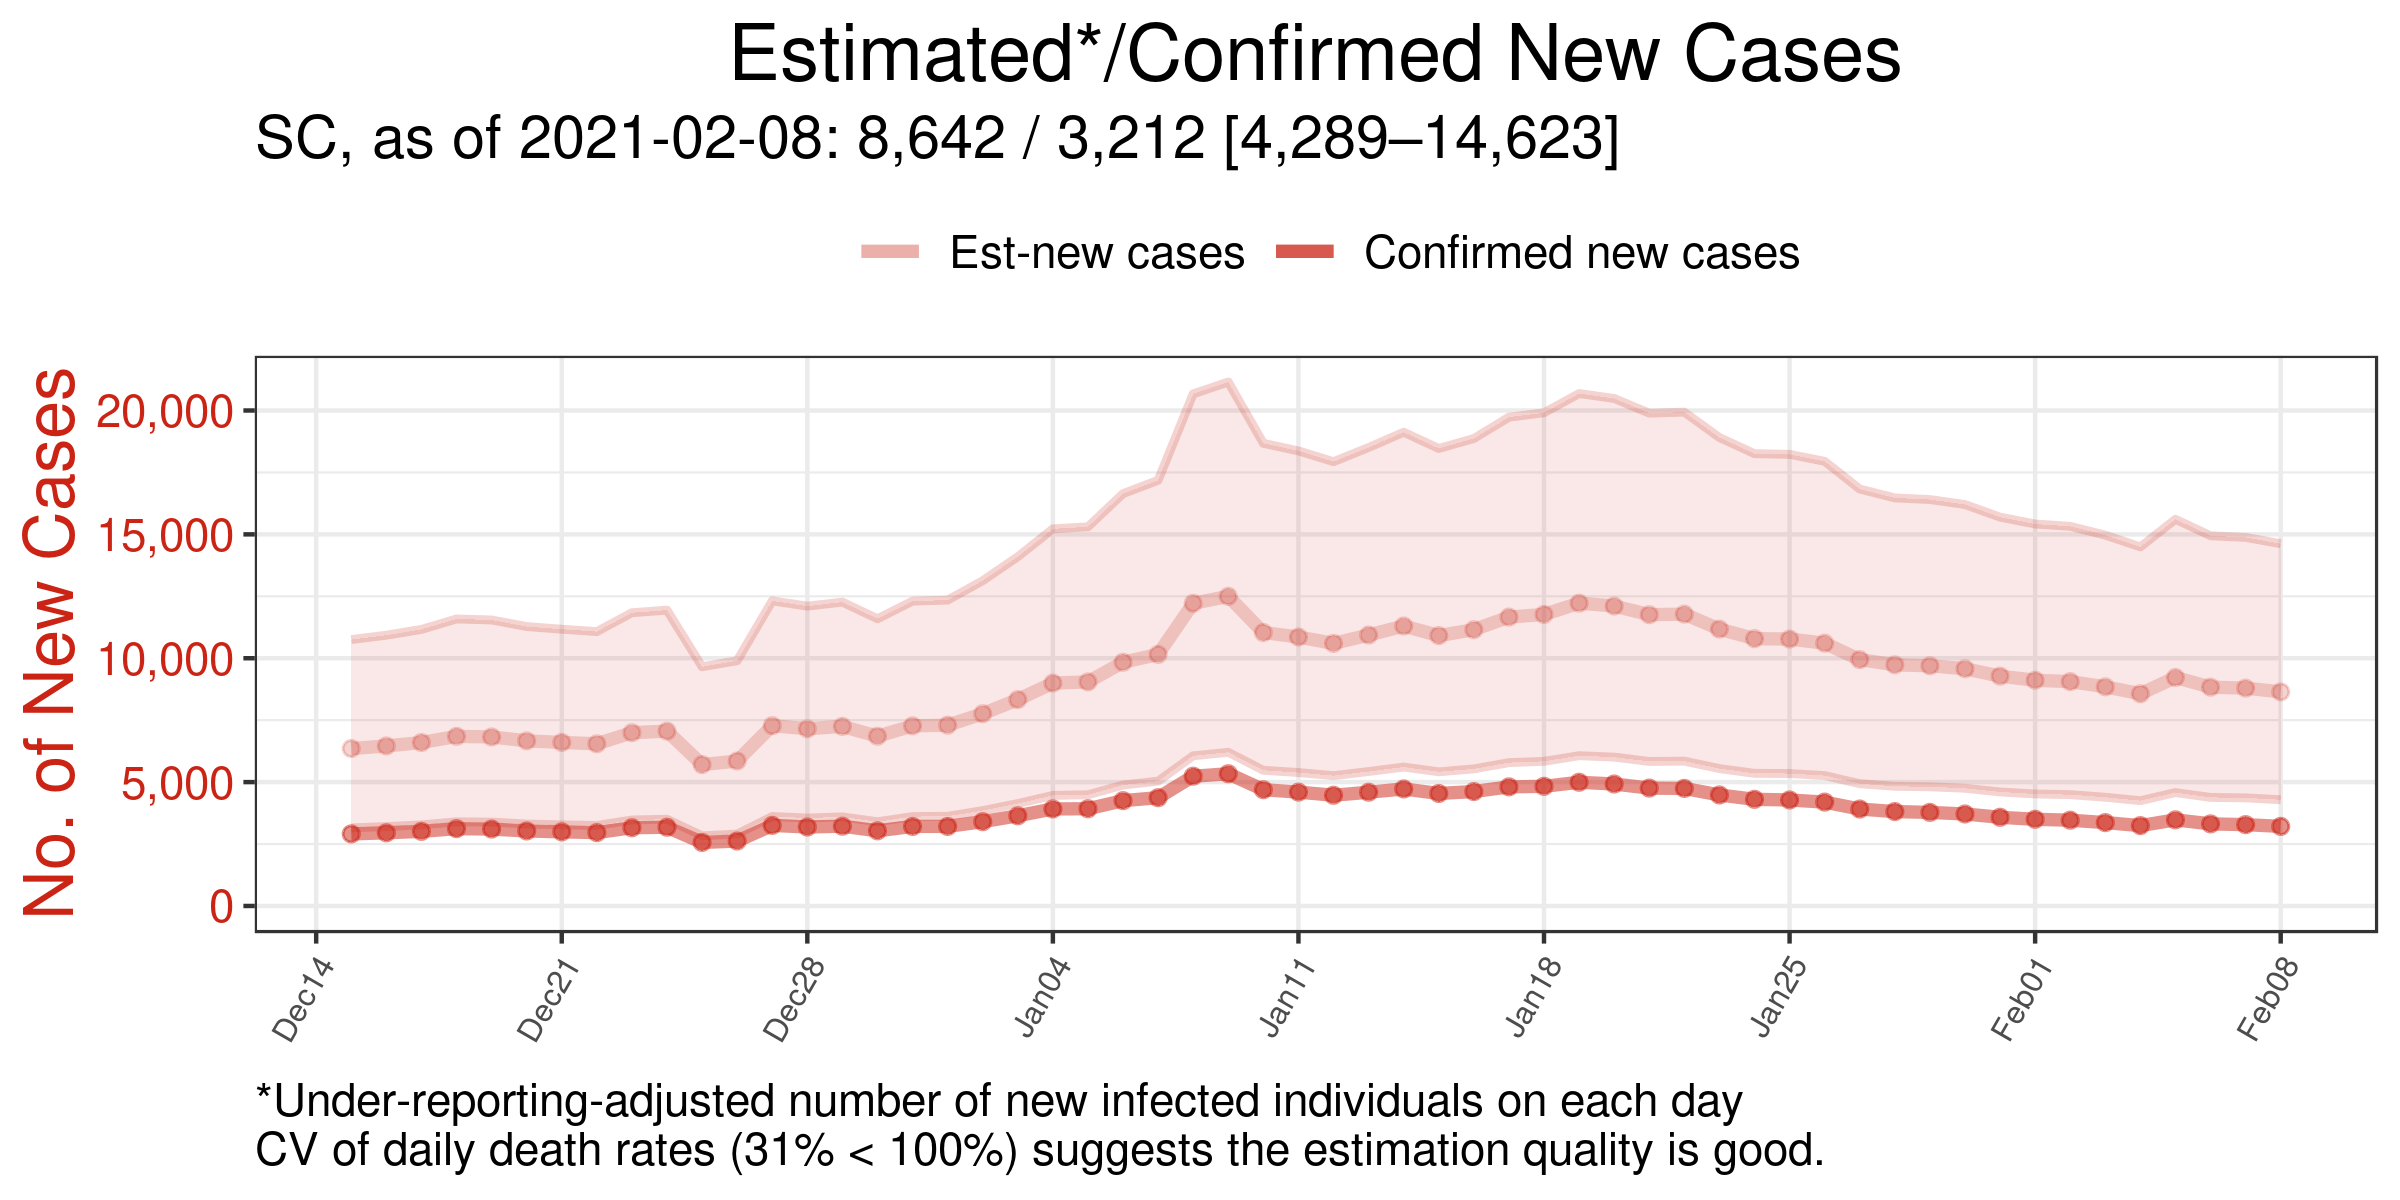 Estimated*/Confirmed New Cases
SC, as of 2021-02-08: 8,642 / 3,212 [4,289–14,623]
Est-new cases
Confirmed new cases
No. of New Cases
20,000
15,000
10,000
5,000
0
Dec14
Dec21
Dec28
Jan04
Jan11
Jan18
Jan25
Feb01
Feb08
*Under-reporting-adjusted number of new infected individuals on each day
CV of daily death rates (31% < 100%) suggests the estimation quality is good.